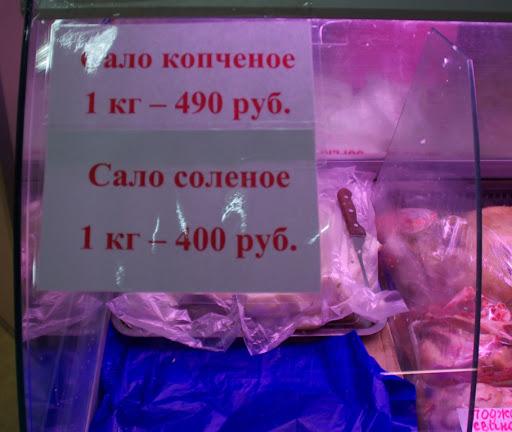 Сало копченое
1 кг – 490 руб.
Сало соленое
1 кг – 400 руб.